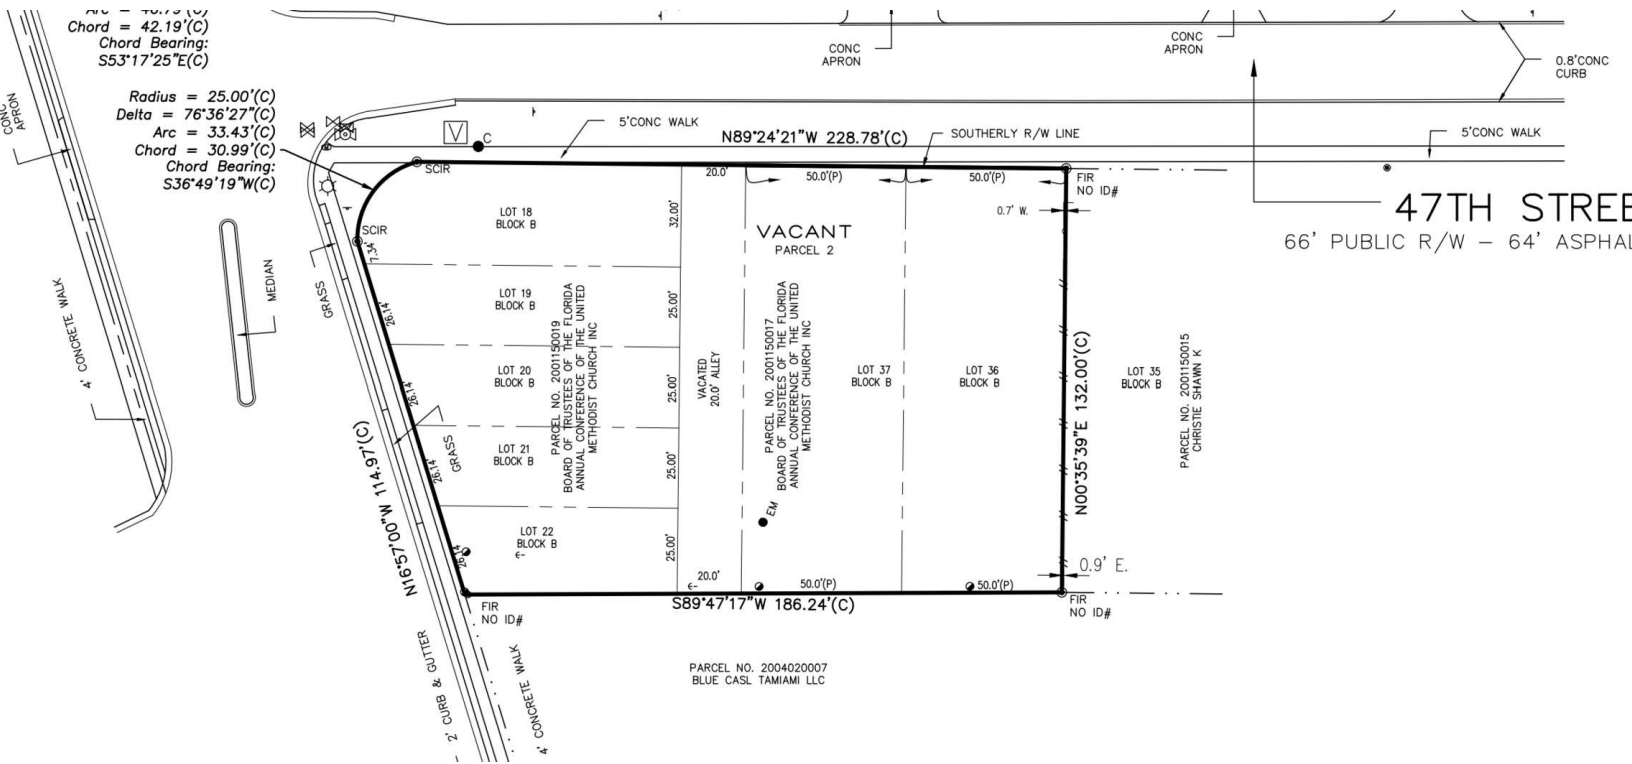 Chord = 42.19'(C)
Chord Bearing:
S53°17'25"E(C)
Radius = 25.00'(C)
Delta = 76°36'27"(C)
Arc = 33.43'(C)
Chord = 30.99'(C)
Chord Bearing:
S36°49'19"W(C)
CONC
APRON
CONC
APRON
CONC
APRON
0.8'CONC
CURB
5'CONC WALK
N89°24'21"W 228.78'(C)
SOUTHERLY R/W LINE
5'CONC WALK
V
C
SCIR
SCIR
20.0'
50.0'(P)
50.0'(P)
FIR
NO ID#
0.7' W.
47TH STREE
66' PUBLIC R/W – 64' ASPHAL
LOT 18
BLOCK B
32.00'
VACANT
PARCEL 2
7.34'
LOT 19
BLOCK B
26.14'
25.00'
MEDIAN
GRASS
4' CONCRETE WALK
LOT 20
BLOCK B
26.14'
25.00'
PARCEL NO. 2001150019
BOARD OF TRUSTEES OF THE FLORIDA
ANNUAL CONFERENCE OF THE UNITED
METHODIST CHURCH INC
VACATED
20.0' ALLEY
PARCEL NO. 2001150017
BOARD OF TRUSTEES OF THE FLORIDA
ANNUAL CONFERENCE OF THE UNITED
METHODIST CHURCH INC
LOT 37
BLOCK B
LOT 36
BLOCK B
N00°35'39"E 132.00'(C)
LOT 35
BLOCK B
PARCEL NO. 2001150015
CHRISTIE SHAWN K
LOT 21
BLOCK B
26.14'
25.00'
GRASS
N16°57'00"W 114.97'(C)
LOT 22
BLOCK B
26.14'
25.00'
EM
20.0'
50.0'(P)
50.0'(P)
0.9' E.
S89°47'17"W 186.24'(C)
FIR
NO ID#
FIR
NO ID#
2' CURB & GUTTER
4' CONCRETE WALK
PARCEL NO. 2004020007
BLUE CASL TAMIAMI LLC